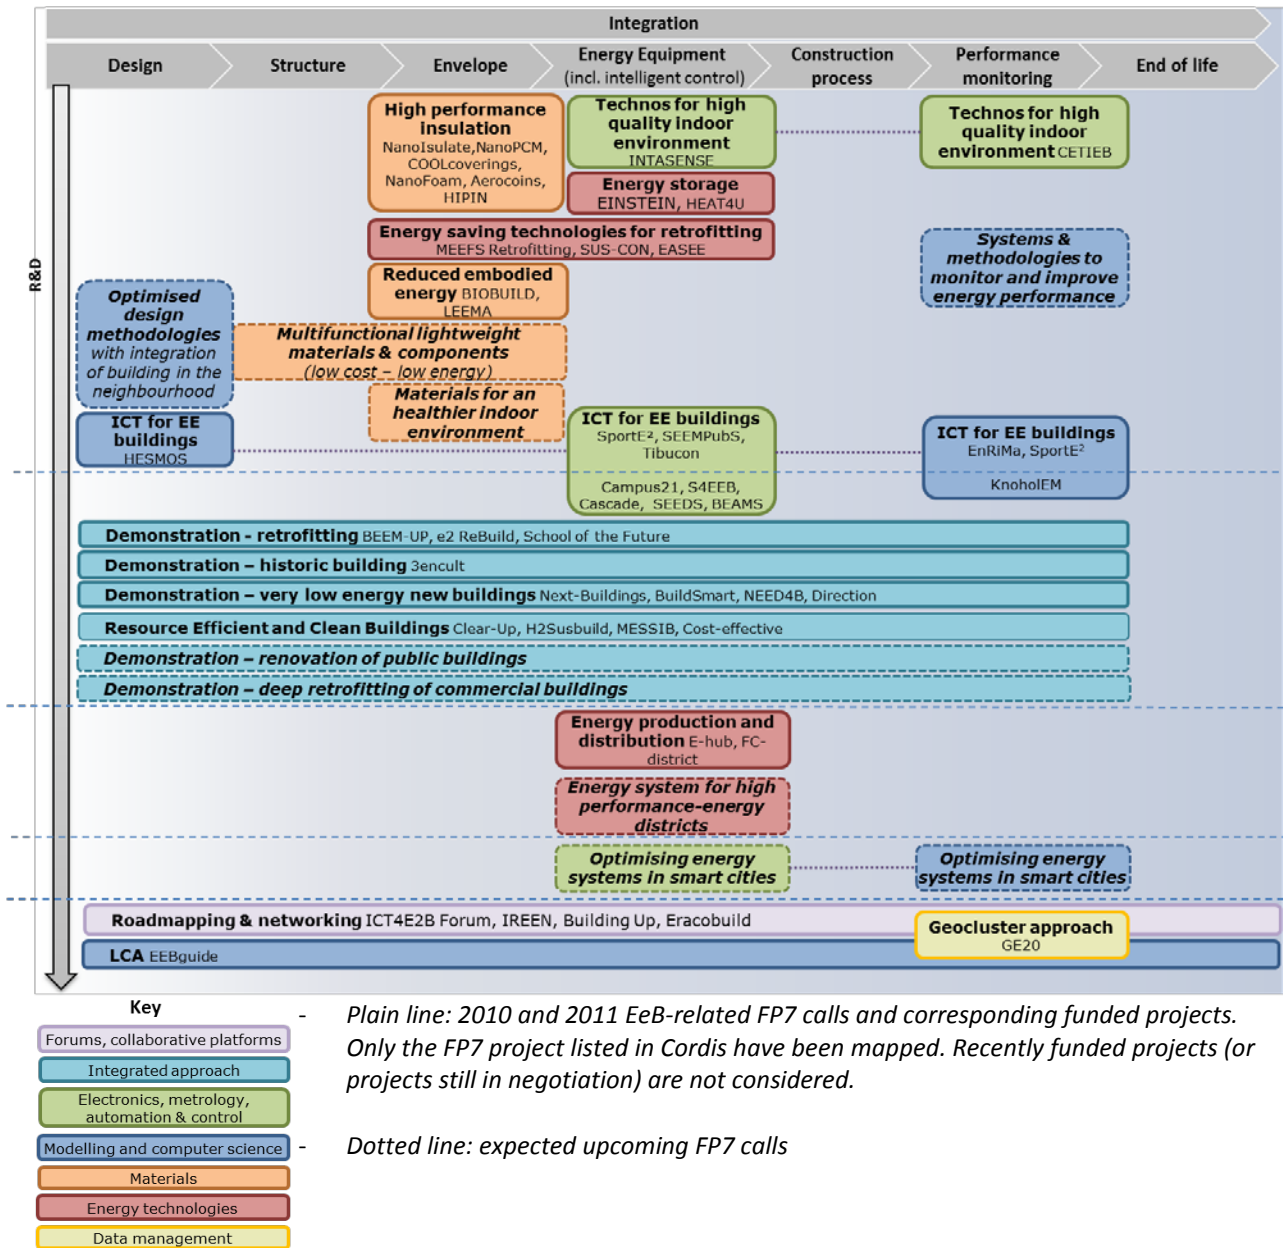 Integration
Design
Structure
Envelope
Energy Equipment
(incl. intelligent control)
Construction
process
Performance
monitoring
End of life
R&D
High performance
insulation
NanoIsulate,NanoPCM,
COOLcoverings,
NanoFoam, Aerocoins,
HIPIN
Technos for high
quality indoor
environment
INTASENSE
Technos for high
quality indoor
environment CETIEB
Energy storage
EINSTEIN, HEAT4U
Energy saving technologies for retrofitting
MEEFS Retrofitting, SUS-CON, EASEE
Systems &
methodologies to
monitor and improve
energy performance
Reduced embodied
energy BIOBUILD,
LEEMA
Optimised
design
methodologies
with integration
of building in the
neighbourhood
Multifunctional lightweight
materials & components
(low cost – low energy)
Materials for an
healthier indoor
environment
ICT for EE
buildings
HESMOS
ICT for EE buildings
SportE², SEEMPubS,
Tibucon
Campus21, S4EEB,
Cascade, SEEDS, BEAMS
ICT for EE buildings
EnRiMa, SportE²
KnoholEM
Demonstration - retrofitting BEEM-UP, e2 ReBuild, School of the Future
Demonstration – historic building 3encult
Demonstration – very low energy new buildings Next-Buildings, BuildSmart, NEED4B, Direction
Resource Efficient and Clean Buildings Clear-Up, H2Susbuild, MESSIB, Cost-effective
Demonstration – renovation of public buildings
Demonstration – deep retrofitting of commercial buildings
Energy production and
distribution E-hub, FC-
district
Energy system for high
performance-energy
districts
Optimising energy
systems in smart cities
Optimising energy
systems in smart cities
Roadmapping & networking ICT4E2B Forum, IREEN, Building Up, Eracobuild
Geocluster approach
GE20
LCA EEBguide
Key
Forums, collaborative platforms
Integrated approach
Electronics, metrology,
automation & control
Modelling and computer science
Materials
Energy technologies
Data management
- Plain line: 2010 and 2011 EeB-related FP7 calls and corresponding funded projects.
Only the FP7 project listed in Cordis have been mapped. Recently funded projects (or
projects still in negotiation) are not considered.
- Dotted line: expected upcoming FP7 calls